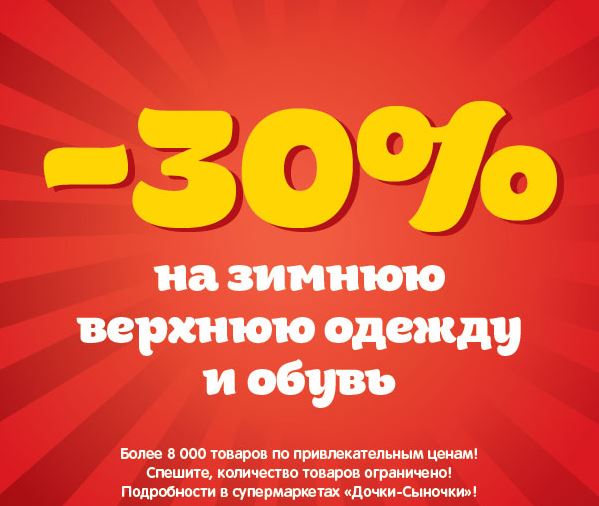 -30%
на зимнюю
верхнюю одежду
и обувь
Более 8 000 товаров по привлекательным ценам!
Спешите, количество товаров ограничено!
Подробности в супермаркетах «Дочки-Сыночки»!